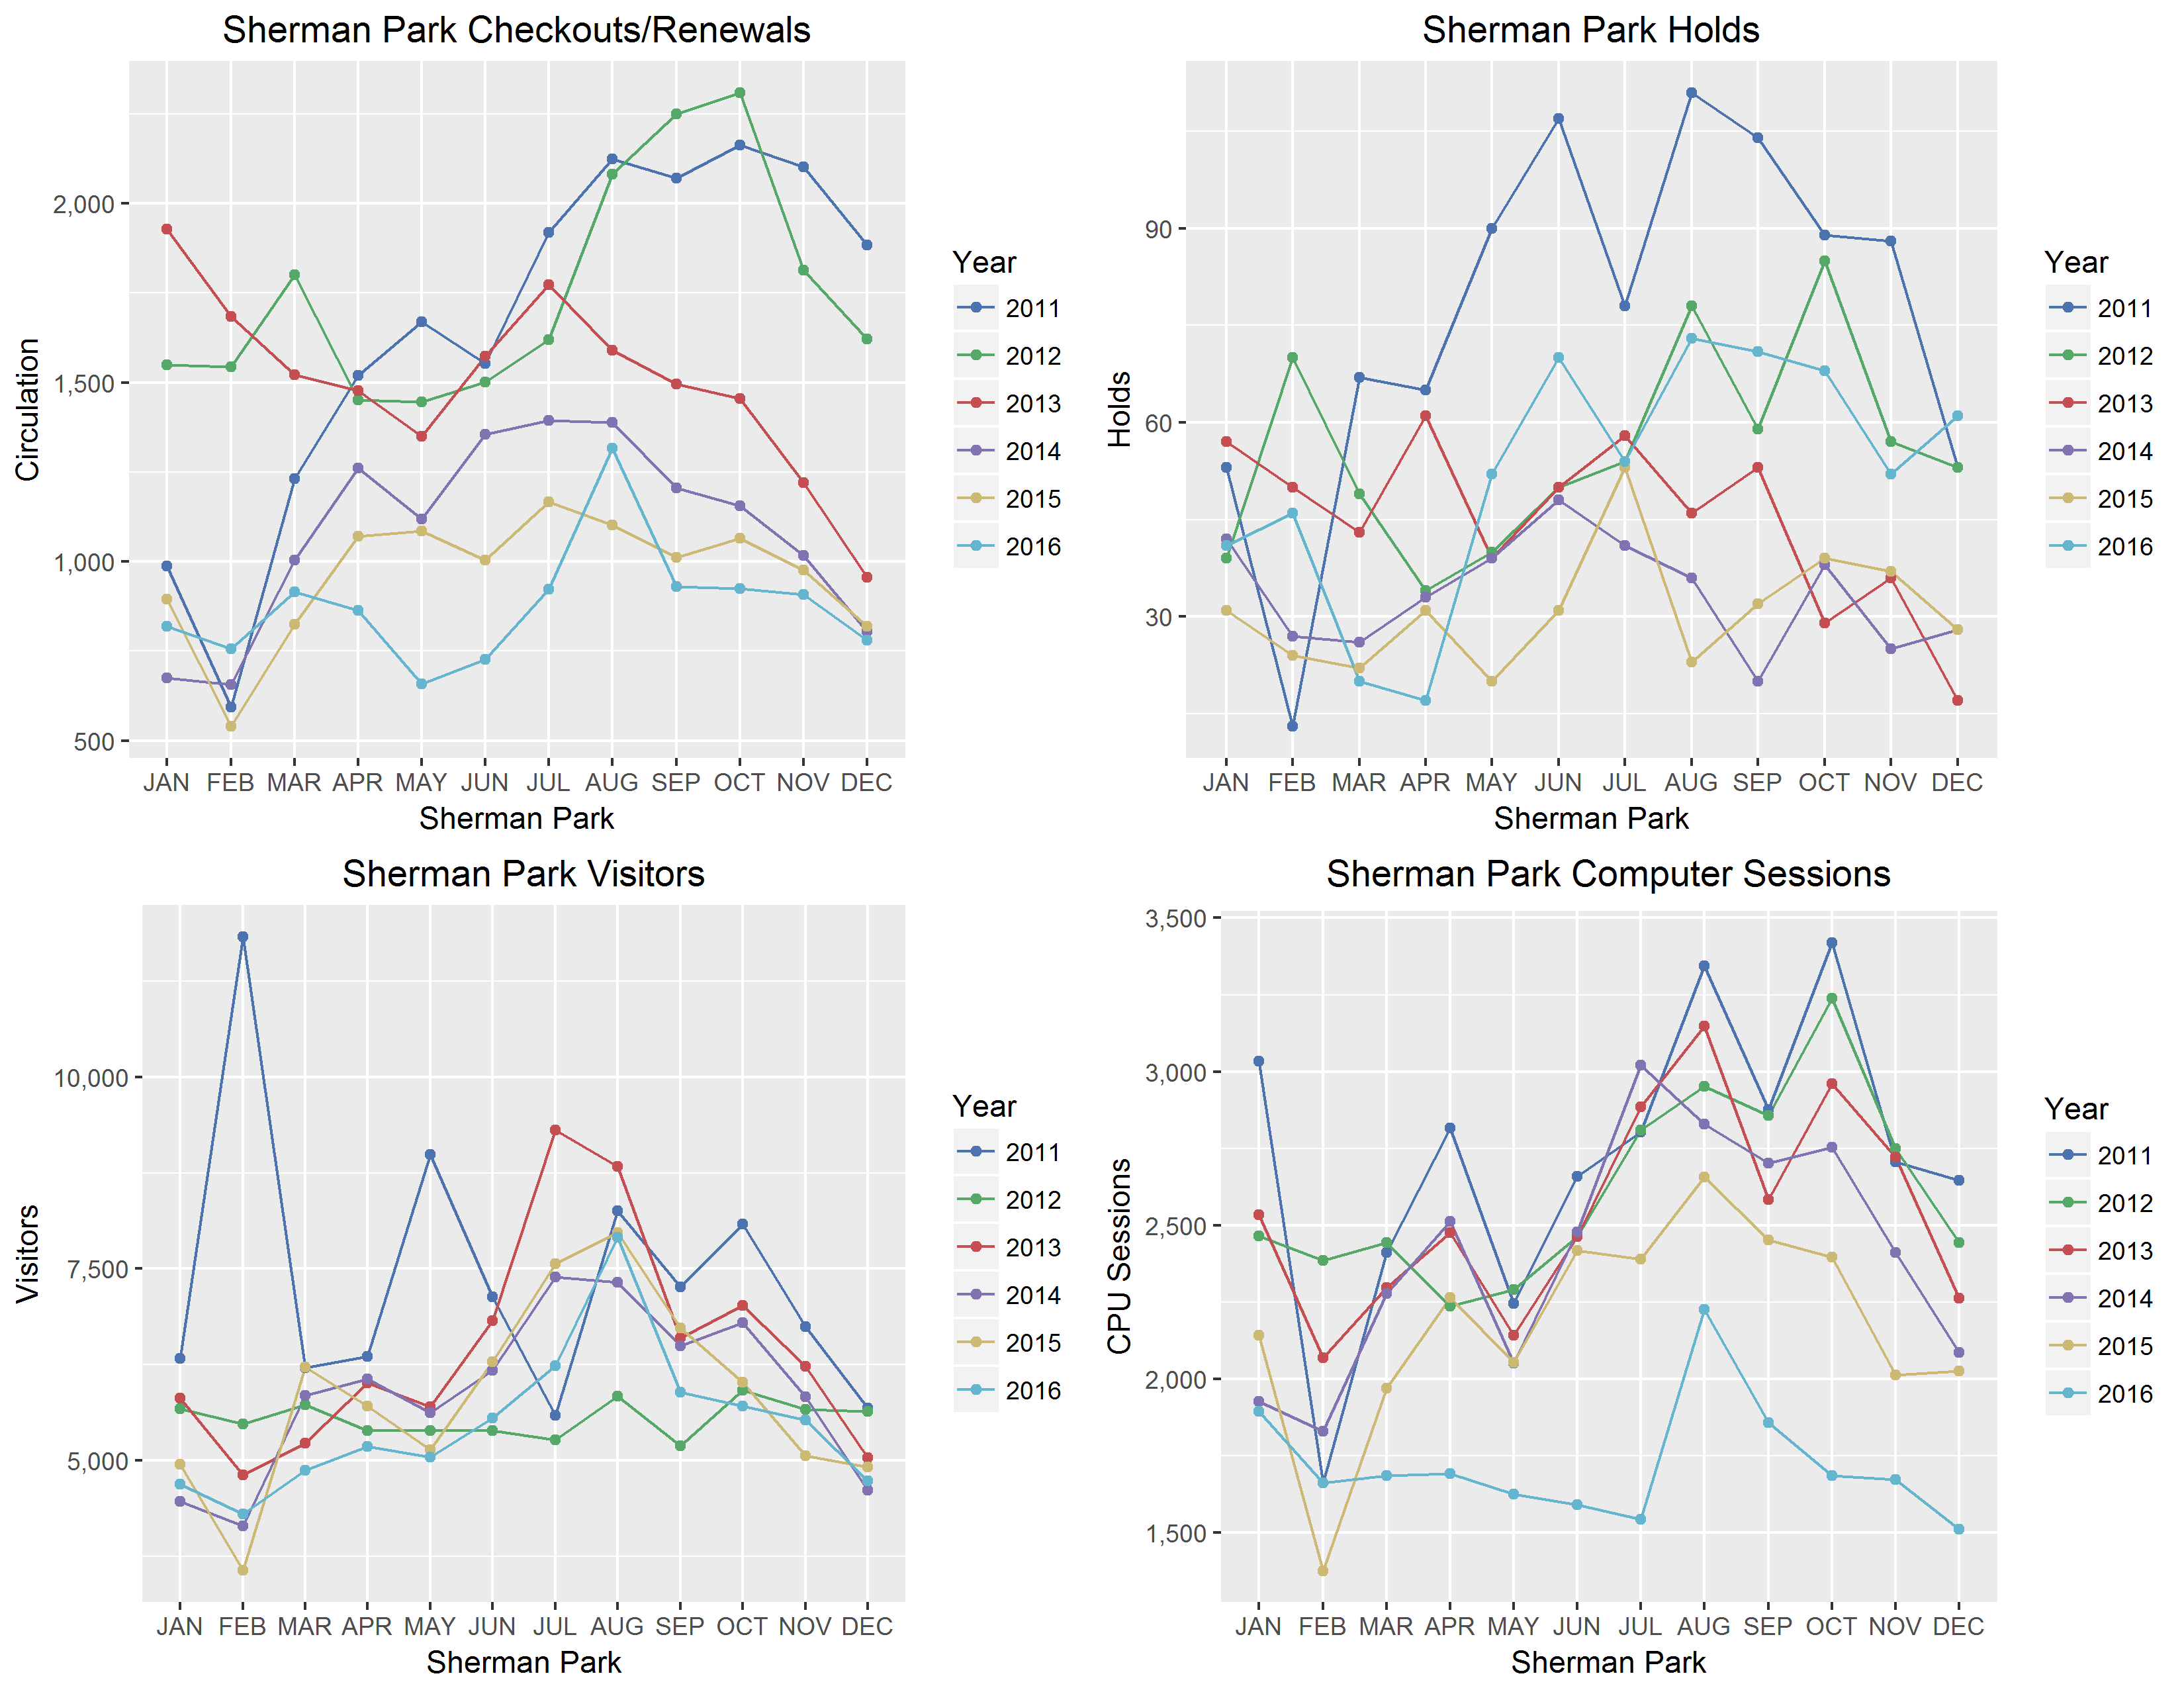 Sherman Park Checkouts/Renewals
Circulation
2,000
1,500
1,000
500
JAN FEB MAR APR MAY JUN JUL AUG SEP OCT NOV DEC
Sherman Park
Year
2011
2012
2013
2014
2015
2016
Sherman Park Holds
Holds
90
60
30
JAN FEB MAR APR MAY JUN JUL AUG SEP OCT NOV DEC
Sherman Park
Year
2011
2012
2013
2014
2015
2016
Sherman Park Visitors
Visitors
10,000
7,500
5,000
JAN FEB MAR APR MAY JUN JUL AUG SEP OCT NOV DEC
Sherman Park
Year
2011
2012
2013
2014
2015
2016
Sherman Park Computer Sessions
CPU Sessions
3,500
3,000
2,500
2,000
1,500
JAN FEB MAR APR MAY JUN JUL AUG SEP OCT NOV DEC
Sherman Park
Year
2011
2012
2013
2014
2015
2016